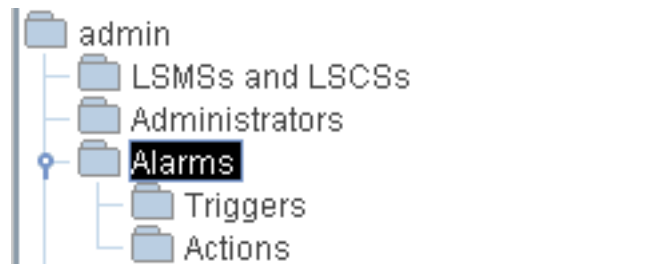 admin
LSMSs and LSCSs
Administrators
Alarms
Triggers
Actions